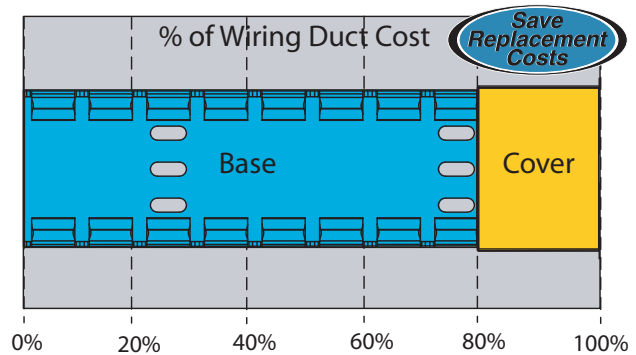 Save
Replacement
Costs
% of Wiring Duct Cost
Base
Cover
0% 20% 40% 60% 80% 100%